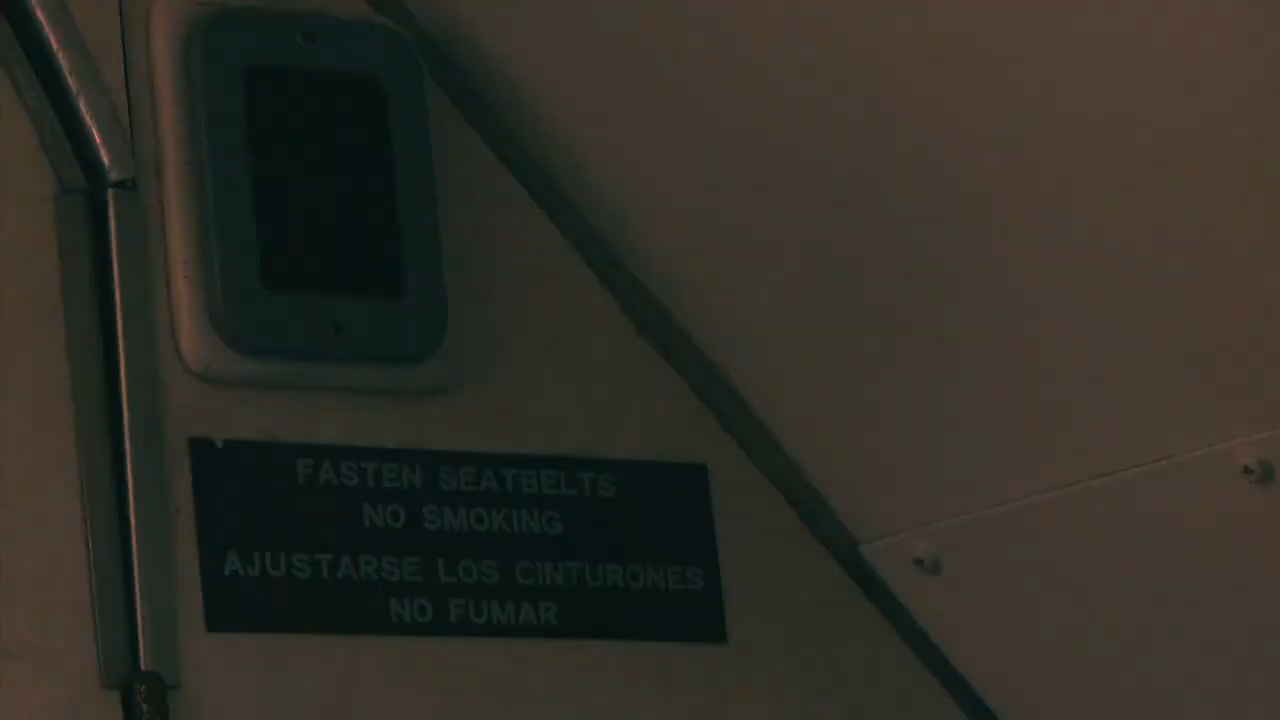 FASTEN SEATBELTS
NO SMOKING
AJUSTARSE LOS CINTURONES
NO FUMAR